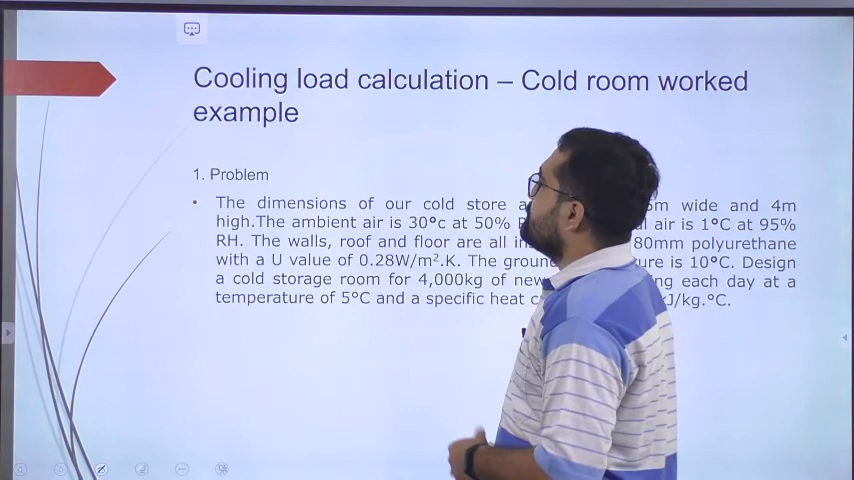 Cooling load calculation – Cold room worked
example
1. Problem
• The dimensions of our cold store wide and 4m
high.The ambient air is 30°c at 50% air is 1°C at 95%
RH. The walls, roof and floor are all 80mm polyurethane
with a U value of 0.28W/m².K. The ground is 10°C. Design
a cold storage room for 4,000kg of new each day at a
temperature of 5°C and a specific heat kJ/kg.°C.